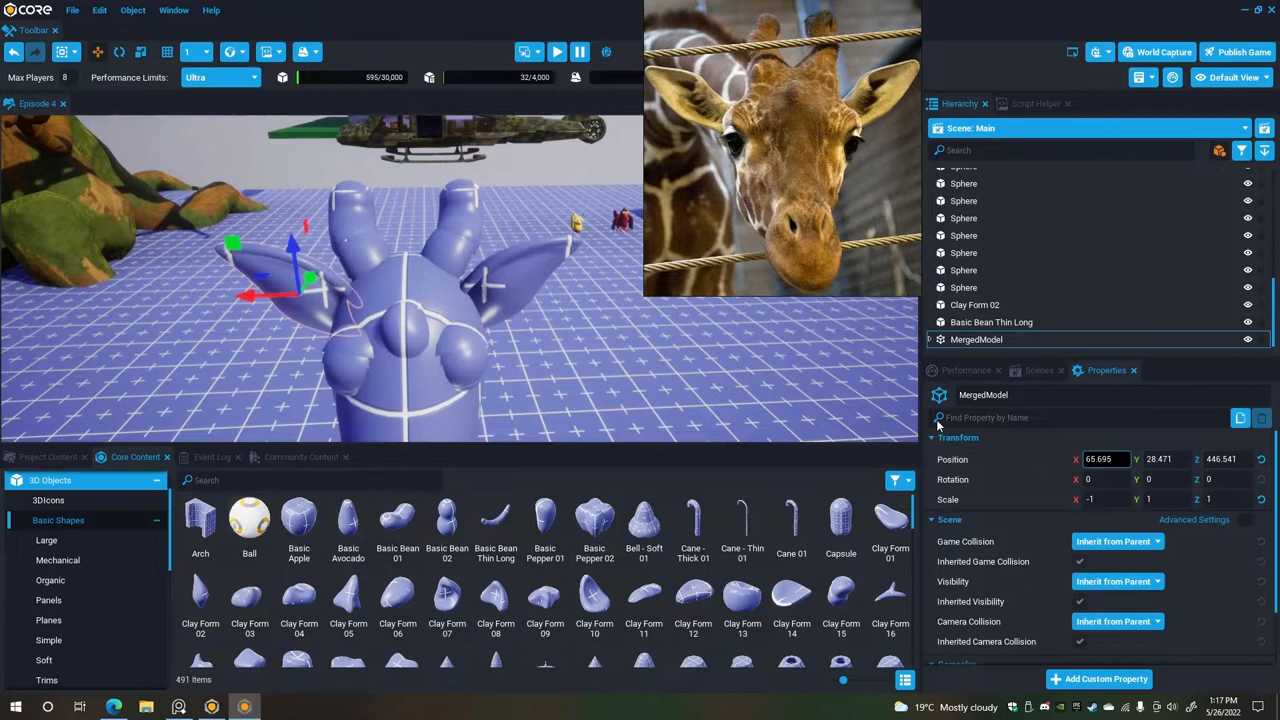 CORE File Edit Object Window Help
Toolbar
1
World Capture Publish Game
Max Players 8 Performance Limits: Ultra 595/30,000 32/4,000
Default View
Episode 4
Hierarchy Script Helper
Scene: Main
Search
Sphere
Sphere
Sphere
Sphere
Sphere
Sphere
Sphere
Clay Form 02
Basic Bean Thin Long
MergedModel
Performance Scenes Properties
MergedModel
Find Property by Name
Transform
Position X 65.695 Y 28.471 Z 446.541
Rotation X 0 Y 0 Z 0
Scale X -1 Y 1 Z 1
Scene Advanced Settings
Game Collision Inherit from Parent
Inherited Game Collision
Visibility Inherit from Parent
Inherited Visibility
Camera Collision Inherit from Parent
Inherited Camera Collision
Gameplay
Add Custom Property
Project Content Core Content Event Log Community Content
3D Objects
Search
3DIcons
Basic Shapes
Large
Mechanical
Organic
Panels
Planes
Simple
Soft
Trims
Arch Ball Basic Apple Basic Avocado Basic Bean 01 Basic Bean 02 Basic Bean Thin Long Basic Pepper 01 Basic Pepper 02 Bell - Soft 01 Cane - Thick 01 Cane - Thin 01 Cane 01 Capsule Clay Form 01
Clay Form 02 Clay Form 03 Clay Form 04 Clay Form 05 Clay Form 06 Clay Form 07 Clay Form 08 Clay Form 09 Clay Form 10 Clay Form 11 Clay Form 12 Clay Form 13 Clay Form 14 Clay Form 15 Clay Form 16
491 Items
19°C Mostly cloudy
1:17 PM
5/26/2022